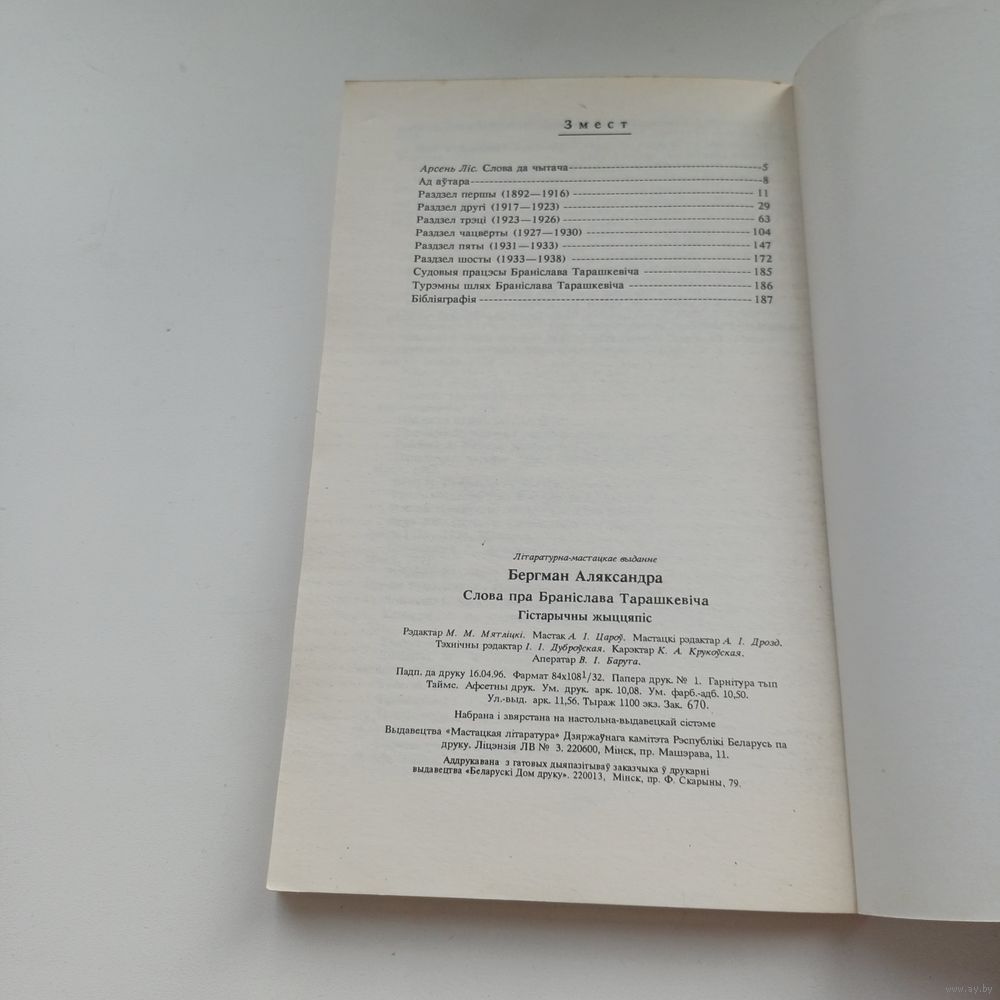 Змест
Арсень Ліс. Слова да чытача 5
Ад аўтара 8
Раздзел першы (1892—1916) 11
Раздзел другі (1917—1923) 29
Раздзел трэці (1923—1926) 63
Раздзел чацвёрты (1927—1930) 104
Раздзел пяты (1931—1933) 147
Раздзел шосты (1933—1938) 172
Судовыя працэсы Браніслава Тарашкевіча 185
Турэмны шлях Браніслава Тарашкевіча 186
Бібліяграфія 187
Літаратурна-мастацкае выданне
Бергман Аляксандра
Слова пра Браніслава Тарашкевіча
Гістарычны жыццяпіс
Рэдактар М. М. Мятліцкі. Мастак А. І. Цароў. Мастацкі рэдактар А. І. Дрозд.
Тэхнічны рэдактар І. І. Дуброўская. Карэктар К. А. Крукоўская.
Аператар В. І. Барута.
Падп. да друку 16.04.96. Фармат 84х108¹/32. Папера друк. № 1. Гарнітура тып
Таймс. Афсетны друк. Ум. друк. арк. 10,08. Ум. фарб.-адб. 10,50.
Ул.-выд. арк. 11,56. Тыраж 1100 экз. Зак. 670.
Набрана і звярстана на настольна-выдавецкай сістэме
Выдавецтва «Мастацкая літаратура» Дзяржаўнага камітэта Рэспублікі Беларусь па
друку. Ліцэнзія ЛВ № 3. 220600, Мінск, пр. Машэрава, 11.
Аддрукавана з гатовых дыяпазітываў заказчыка ў друкарні
выдавецтва «Беларускі Дом друку». 220013, Мінск, пр. Ф. Скарыны, 79.
www.ay.by